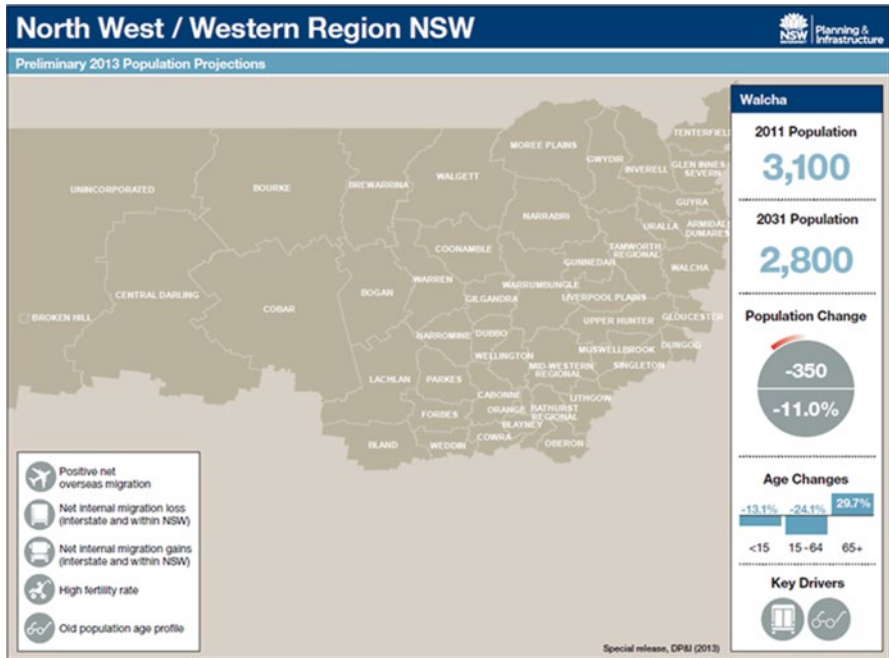 North West / Western Region NSW
NSW
GOVERNMENT
Planning &
Infrastructure
Preliminary 2013 Population Projections
TENTERFIELD
MOREE PLAINS
GWYDIR
INVERELL
GLEN INNES
SEVERN
UNINCORPORATED
BOURKE
BREWARRINA
WALGETT
GUYRA
NARRABRI
URALLA
ARMIDALE
DUMARES
COONAMBLE
TAMWORTH
REGIONAL
GUNNEDAH
WALCHA
CENTRAL DARLING
COBAR
BOGAN
WARREN
WARRUMBUNGLE
GILGANDRA
LIVERPOOL PLAINS
BROKEN HILL
UPPER HUNTER
GLOUCESTER
NARROMINE
DUBBO
WELLINGTON
MUSWELLBROOK
DUNGOG
MID-WESTERN
REGIONAL
SINGLETON
LACHLAN
PARKES
CABONNE
LITHGOW
ORANGE
BATHURST
REGIONAL
FORBES
BLAYNEY
BLAND
WEDDIN
COWRA
OBERON
Positive net
overseas migration
Net internal migration loss
(Interstate and within NSW)
Net internal migration gains
(Interstate and within NSW)
High fertility rate
Old population age profile
Special release, DP&I (2013)
Walcha
2011 Population
3,100
2031 Population
2,800
Population Change
-350
-11.0%
Age Changes
-13.1% -24.1% 29.7%
<15 15-64 65+
Key Drivers